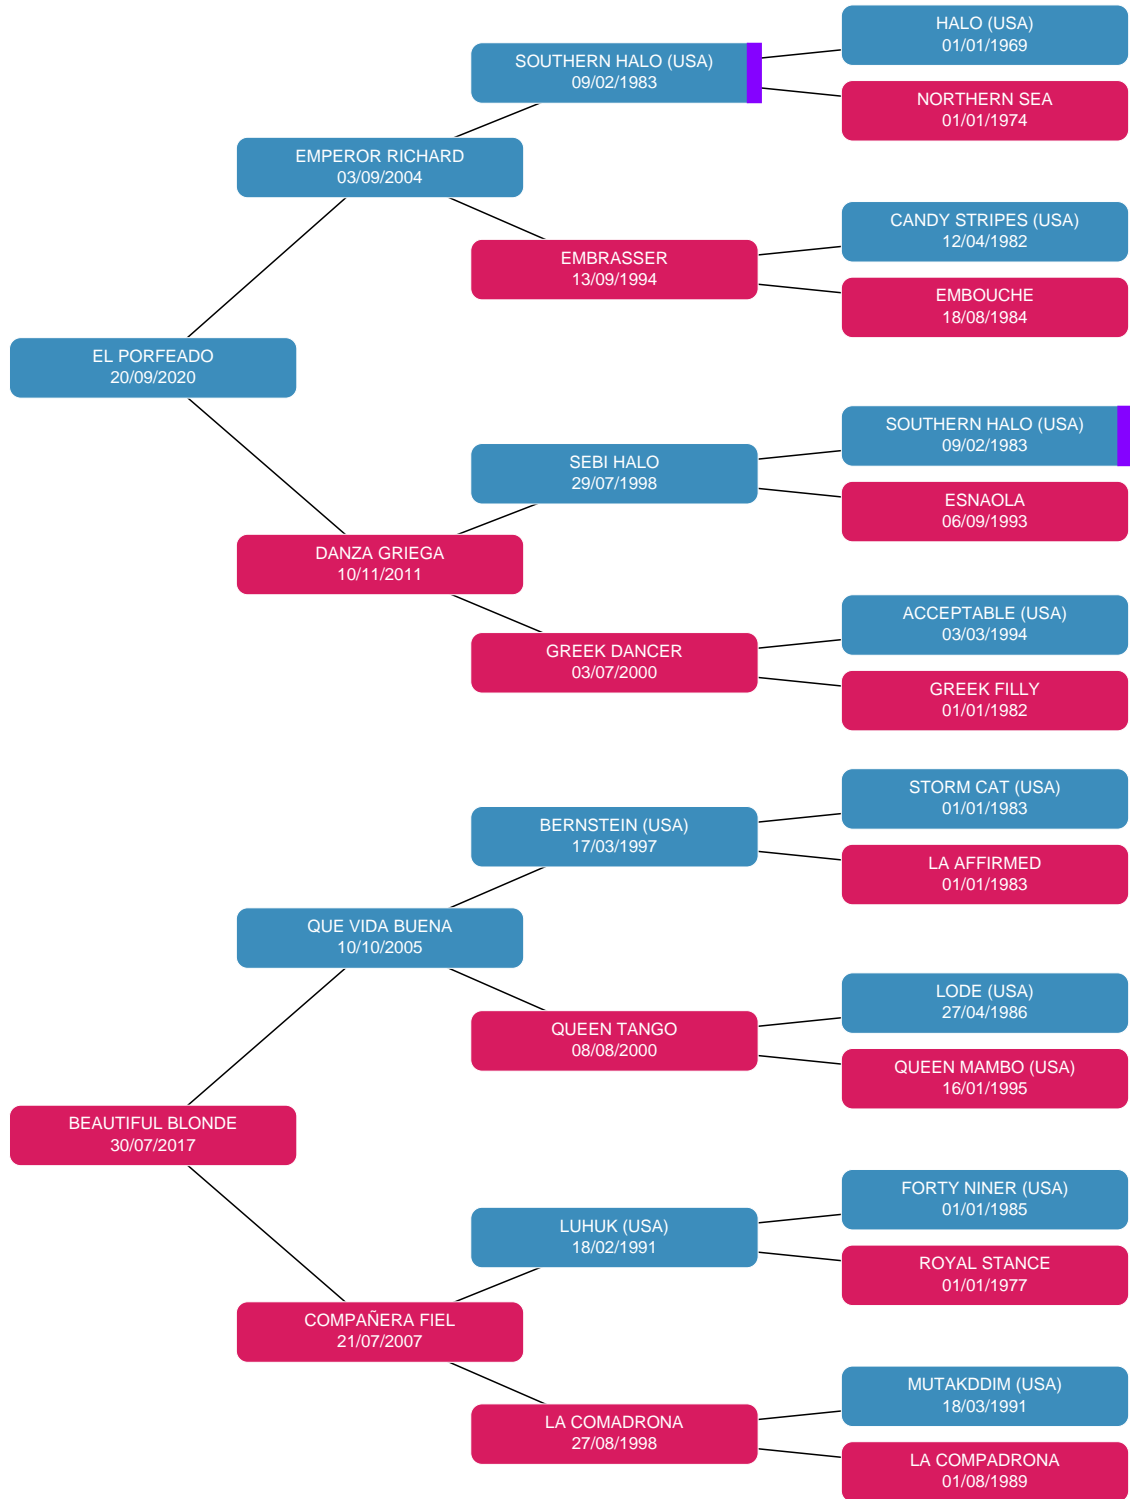 HALO (USA)
01/01/1969
SOUTHERN HALO (USA)
09/02/1983
NORTHERN SEA
01/01/1974
EMPEROR RICHARD
03/09/2004
CANDY STRIPES (USA)
12/04/1982
EMBRASSER
13/09/1994
EMBOUCHE
18/08/1984
EL PORFEADO
20/09/2020
SOUTHERN HALO (USA)
09/02/1983
SEBI HALO
29/07/1998
ESNAOLA
06/09/1993
DANZA GRIEGA
10/11/2011
ACCEPTABLE (USA)
03/03/1994
GREEK DANCER
03/07/2000
GREEK FILLY
01/01/1982
STORM CAT (USA)
01/01/1983
BERNSTEIN (USA)
17/03/1997
LA AFFIRMED
01/01/1983
QUE VIDA BUENA
10/10/2005
LODE (USA)
27/04/1986
QUEEN TANGO
08/08/2000
QUEEN MAMBO (USA)
16/01/1995
BEAUTIFUL BLONDE
30/07/2017
FORTY NINER (USA)
01/01/1985
LUHUK (USA)
18/02/1991
ROYAL STANCE
01/01/1977
COMPAÑERA FIEL
21/07/2007
MUTAKDDIM (USA)
18/03/1991
LA COMADRONA
27/08/1998
LA COMPADRONA
01/08/1989